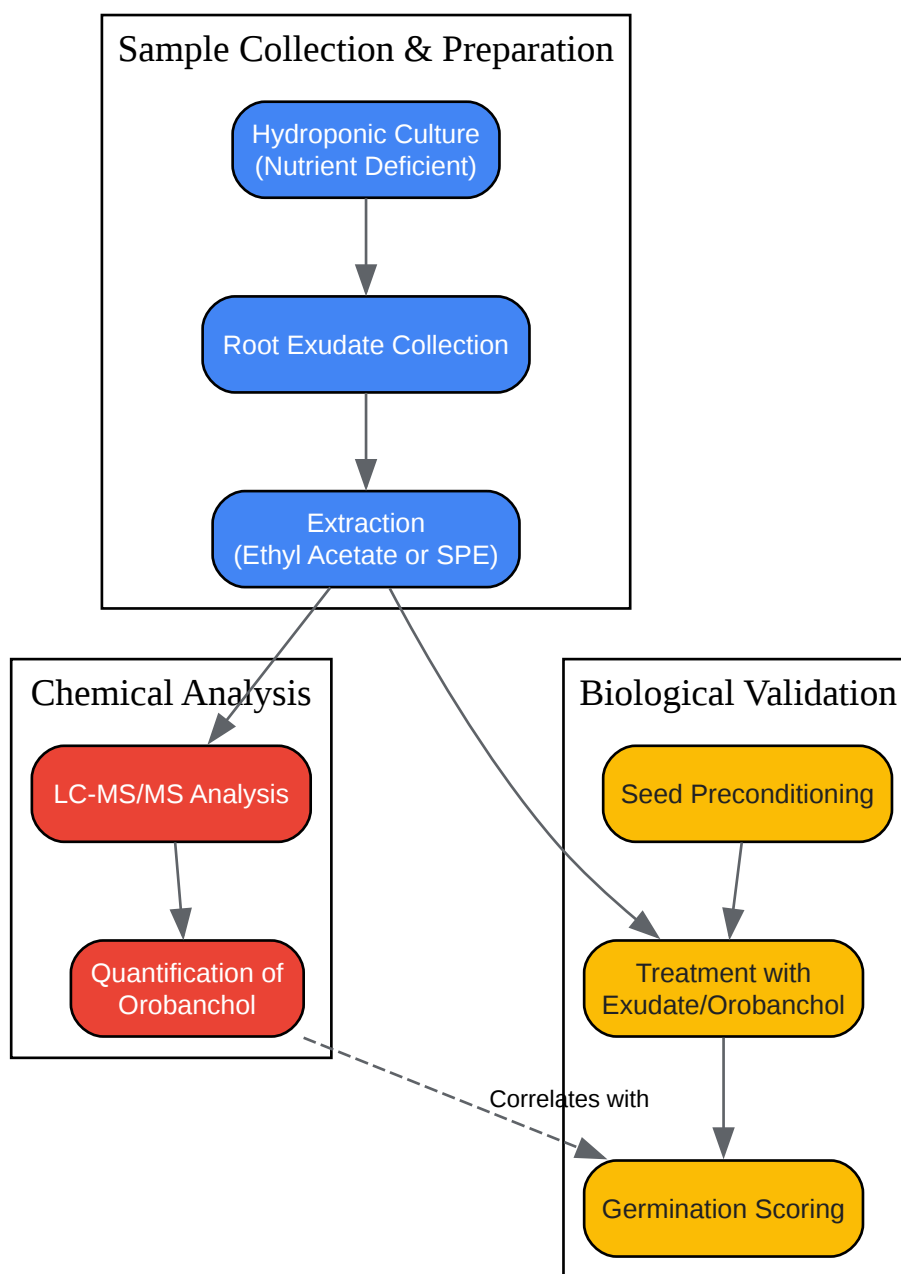 Sample Collection & Preparation
Hydroponic Culture
(Nutrient Deficient)
Root Exudate Collection
Extraction
(Ethyl Acetate or SPE)
Chemical Analysis
LC-MS/MS Analysis
Quantification of
Orobanchol
Biological Validation
Seed Preconditioning
Treatment with
Exudate/Orobanchol
Correlates with
Germination Scoring